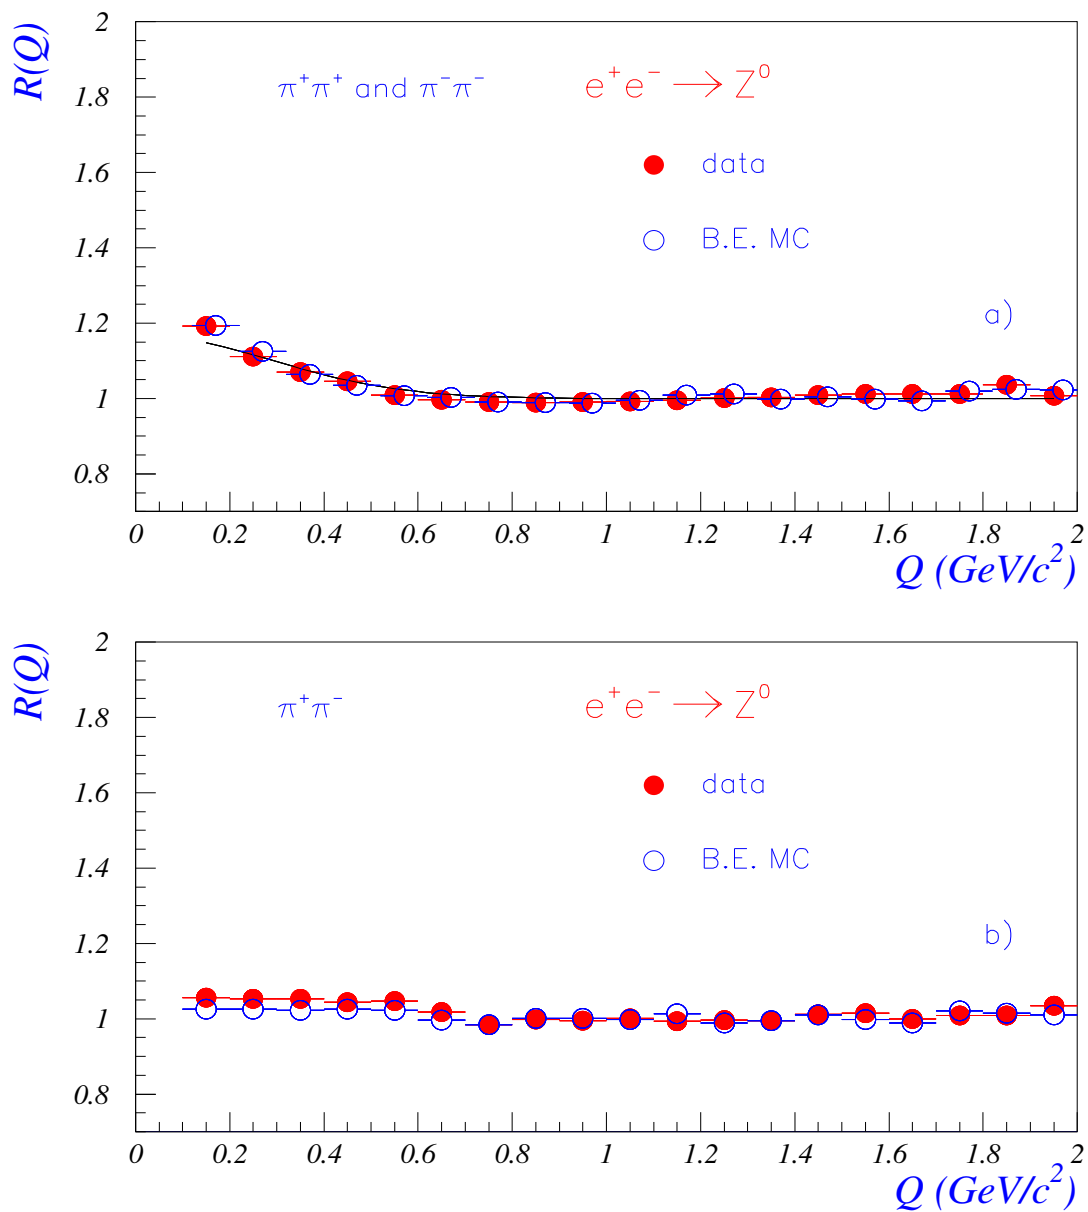 R(Q)
2
1.8
1.6
1.4
1.2
1
0.8
π⁺π⁺ and π⁻π⁻
e⁺e⁻ → Z⁰
data
B.E. MC
a)
0 0.2 0.4 0.6 0.8 1 1.2 1.4 1.6 1.8 2
Q (GeV/c²)
R(Q)
2
1.8
1.6
1.4
1.2
1
0.8
π⁺π⁻
e⁺e⁻ → Z⁰
data
B.E. MC
b)
0 0.2 0.4 0.6 0.8 1 1.2 1.4 1.6 1.8 2
Q (GeV/c²)